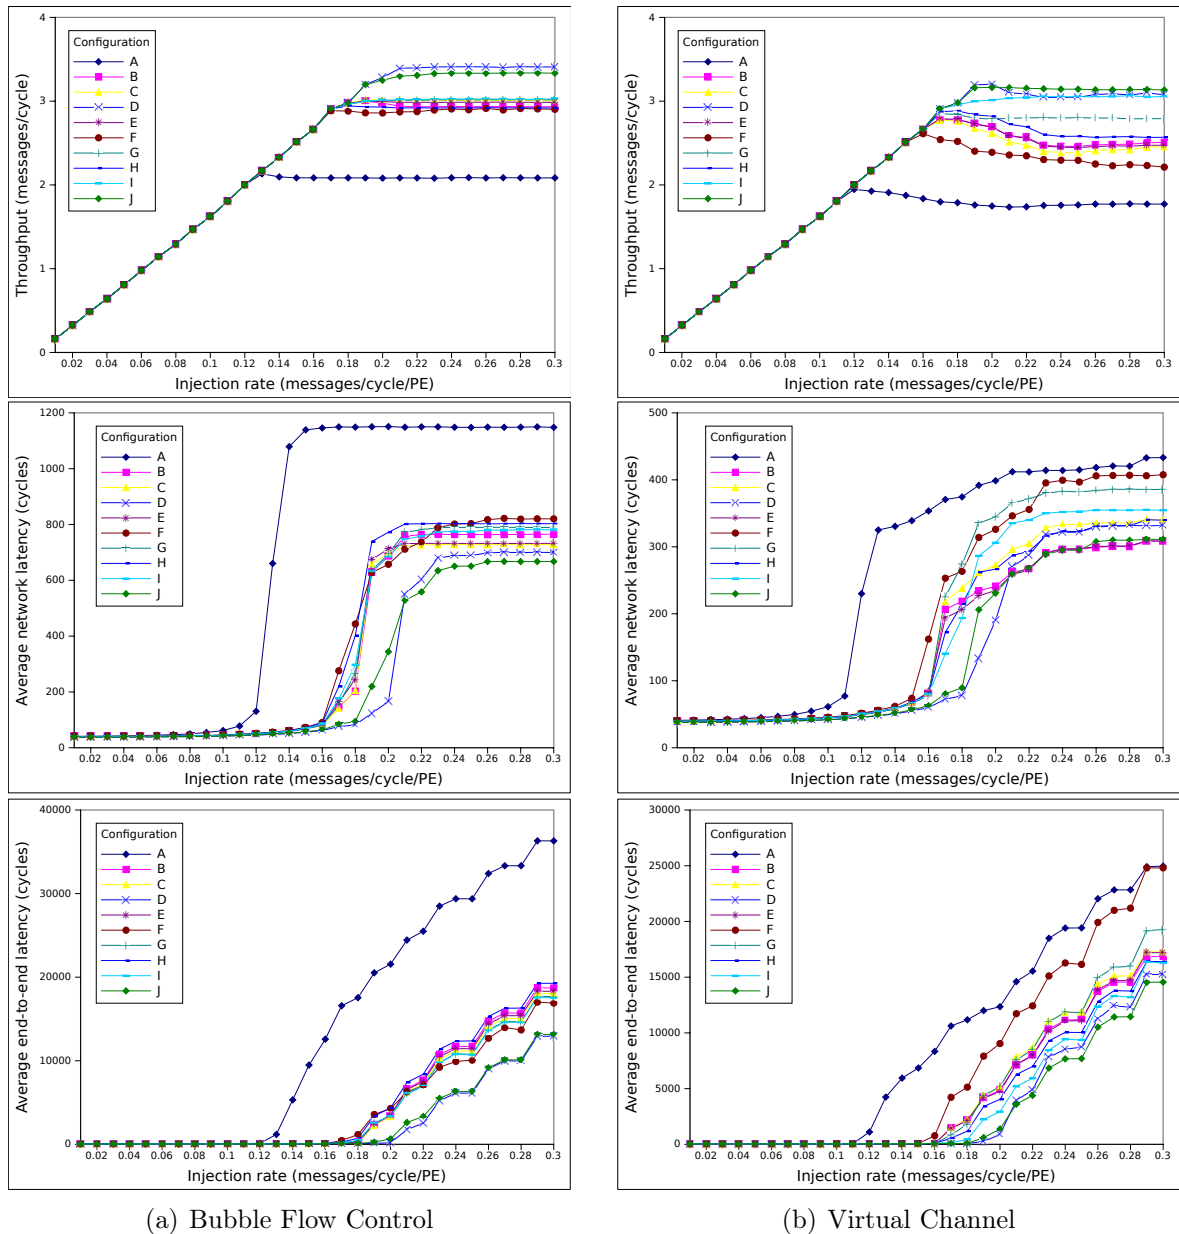 4
3
2
1
0
Throughput (messages/cycle)
Configuration
A
B
C
D
E
F
G
H
I
J
0.02 0.04 0.06 0.08 0.1 0.12 0.14 0.16 0.18 0.2 0.22 0.24 0.26 0.28 0.3
Injection rate (messages/cycle/PE)
4
3
2
1
0
Throughput (messages/cycle)
Configuration
A
B
C
D
E
F
G
H
I
J
0.02 0.04 0.06 0.08 0.1 0.12 0.14 0.16 0.18 0.2 0.22 0.24 0.26 0.28 0.3
Injection rate (messages/cycle/PE)
1200
1000
800
600
400
200
0
Average network latency (cycles)
Configuration
A
B
C
D
E
F
G
H
I
J
0.02 0.04 0.06 0.08 0.1 0.12 0.14 0.16 0.18 0.2 0.22 0.24 0.26 0.28 0.3
Injection rate (messages/cycle/PE)
500
400
300
200
100
0
Average network latency (cycles)
Configuration
A
B
C
D
E
F
G
H
I
J
0.02 0.04 0.06 0.08 0.1 0.12 0.14 0.16 0.18 0.2 0.22 0.24 0.26 0.28 0.3
Injection rate (messages/cycle/PE)
40000
30000
20000
10000
0
Average end-to-end latency (cycles)
Configuration
A
B
C
D
E
F
G
H
I
J
0.02 0.04 0.06 0.08 0.1 0.12 0.14 0.16 0.18 0.2 0.22 0.24 0.26 0.28 0.3
Injection rate (messages/cycle/PE)
30000
25000
20000
15000
10000
5000
0
Average end-to-end latency (cycles)
Configuration
A
B
C
D
E
F
G
H
I
J
0.02 0.04 0.06 0.08 0.1 0.12 0.14 0.16 0.18 0.2 0.22 0.24 0.26 0.28 0.3
Injection rate (messages/cycle/PE)
(a) Bubble Flow Control
(b) Virtual Channel